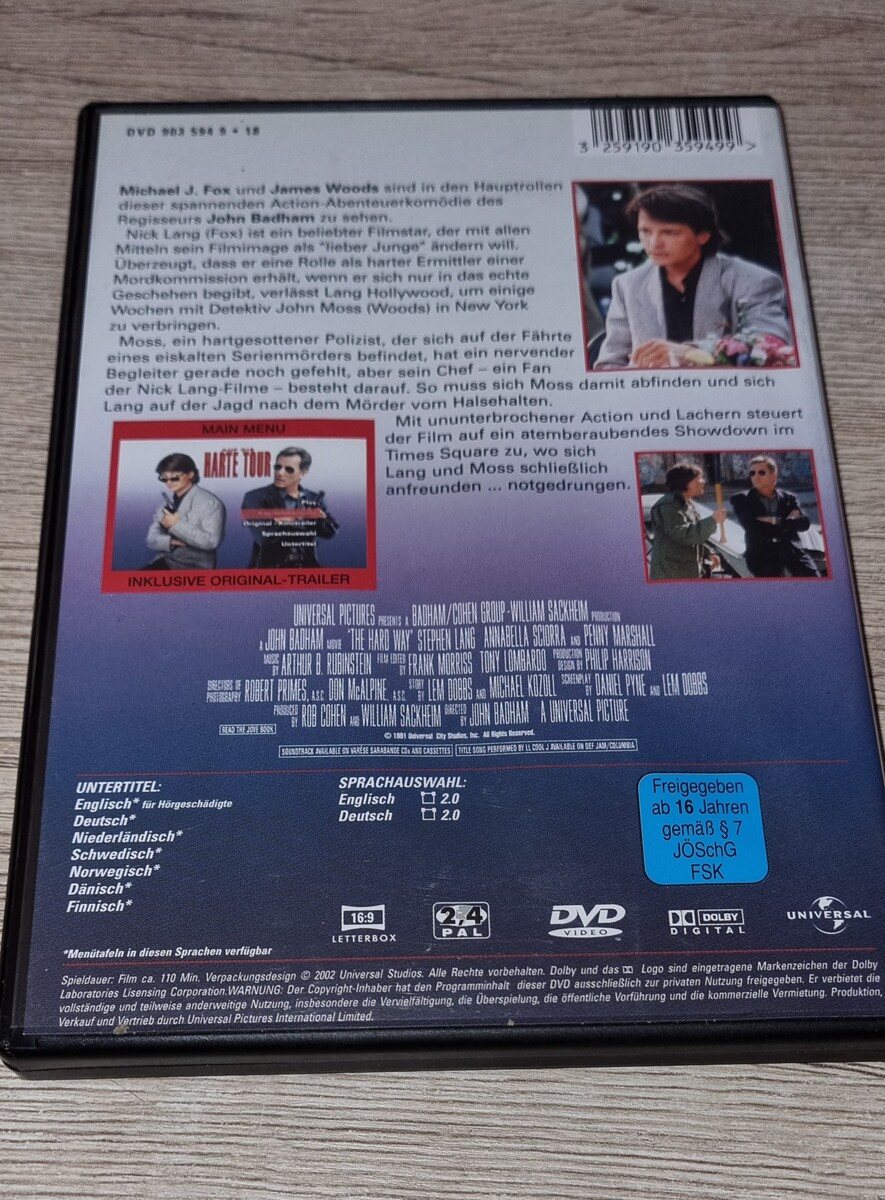 DVD 903 594 9 • 18
3 259190 359499 >
Michael J. Fox und James Woods sind in den Hauptrollen
dieser spannenden Action-Abenteuerkomödie des
Regisseurs John Badham zu sehen.
Nick Lang (Fox) ist ein beliebter Filmstar, der mit allen
Mitteln sein Filmimage als "lieber Junge" ändern will.
Überzeugt, dass er eine Rolle als harter Ermittler einer
Mordkommission erhält, wenn er sich nur in das echte
Geschehen begibt, verlässt Lang Hollywood, um einige
Wochen mit Detektiv John Moss (Woods) in New York
zu verbringen.
Moss, ein hartgesottener Polizist, der sich auf der Fährte
eines eiskalten Serienmörders befindet, hat ein nervender
Begleiter gerade noch gefehlt, aber sein Chef – ein Fan
der Nick Lang-Filme – besteht darauf. So muss sich Moss damit abfinden und sich
Lang auf der Jagd nach dem Mörder vom Halsehalten.
Mit ununterbrochener Action und Lachern steuert
der Film auf ein atemberaubendes Showdown im
Times Square zu, wo sich
Lang und Moss schließlich
anfreunden ... notgedrungen.
MAIN MENU
HARTE TOUR
Play
Original - Kinotrailer
Sprachauswahl
Untertitel
INKLUSIVE ORIGINAL-TRAILER
UNIVERSAL PICTURES PRESENTS A BADHAM/COHEN GROUP-WILLIAM SACKHEIM PRODUCTION
A JOHN BADHAM MOVIE "THE HARD WAY" STEPHEN LANG ANNABELLA SCIORRA AND PENNY MARSHALL
MUSIC BY ARTHUR B. RUBINSTEIN FILM EDITED BY FRANK MORRISS TONY LOMBARDO PRODUCTION DESIGN BY PHILIP HARRISON
DIRECTORS OF PHOTOGRAPHY ROBERT PRIMES, A.S.C. DON McALPINE, A.S.C. STORY BY LEM DOBBS AND MICHAEL KOZOLL SCREENPLAY BY DANIEL PYNE AND LEM DOBBS
PRODUCED BY ROB COHEN AND WILLIAM SACKHEIM DIRECTED BY JOHN BADHAM A UNIVERSAL PICTURE
READ THE JOVE BOOK
© 1991 Universal City Studios, Inc. All Rights Reserved.
SOUNDTRACK AVAILABLE ON VARÈSE SARABANDE CDs AND CASSETTES TITLE SONG PERFORMED BY LL COOL J AVAILABLE ON DEF JAM/COLUMBIA
UNTERTITEL:
Englisch* für Hörgeschädigte
Deutsch*
Niederländisch*
Schwedisch*
Norwegisch*
Dänisch*
Finnisch*
*Menütafeln in diesen Sprachen verfügbar
SPRACHAUSWAHL:
Englisch 2.0
Deutsch 2.0
Freigegeben
ab 16 Jahren
gemäß § 7
JÖSchG
FSK
16:9
LETTERBOX
2,4
PAL
DVD
VIDEO
DOLBY
DIGITAL
UNIVERSAL
Spieldauer: Film ca. 110 Min. Verpackungsdesign © 2002 Universal Studios. Alle Rechte vorbehalten. Dolby und das Logo sind eingetragene Markenzeichen der Dolby
Laboratories Lisensing Corporation.WARNUNG: Der Copyright-Inhaber hat den Programminhalt dieser DVD ausschließlich zur privaten Nutzung freigegeben. Er verbietet die
vollständige und teilweise anderweitige Nutzung, insbesondere die Vervielfältigung, die Überspielung, die öffentliche Vorführung und die kommerzielle Vermietung. Produktion,
Verkauf und Vertrieb durch Universal Pictures International Limited.